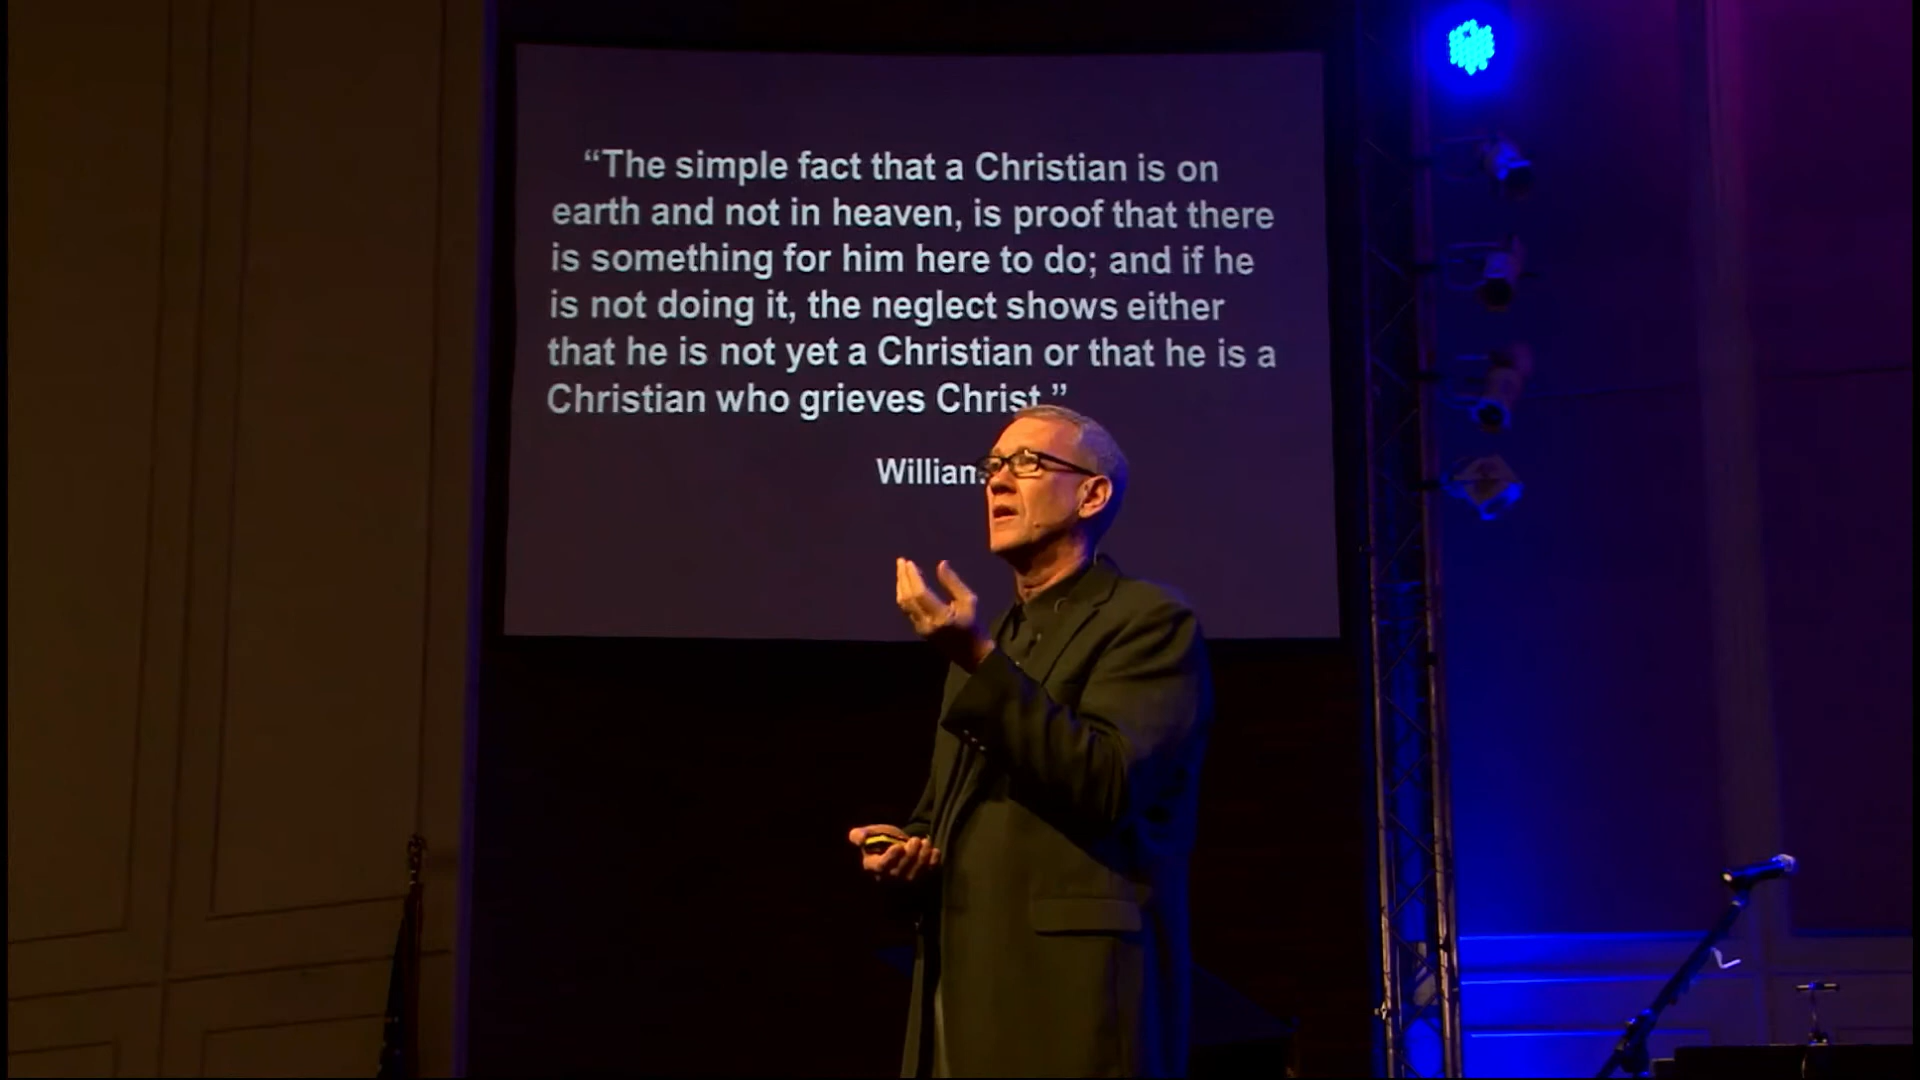 “The simple fact that a Christian is on
earth and not in heaven, is proof that there
is something for him here to do; and if he
is not doing it, the neglect shows either
that he is not yet a Christian or that he is a
Christian who grieves Christ.”
William